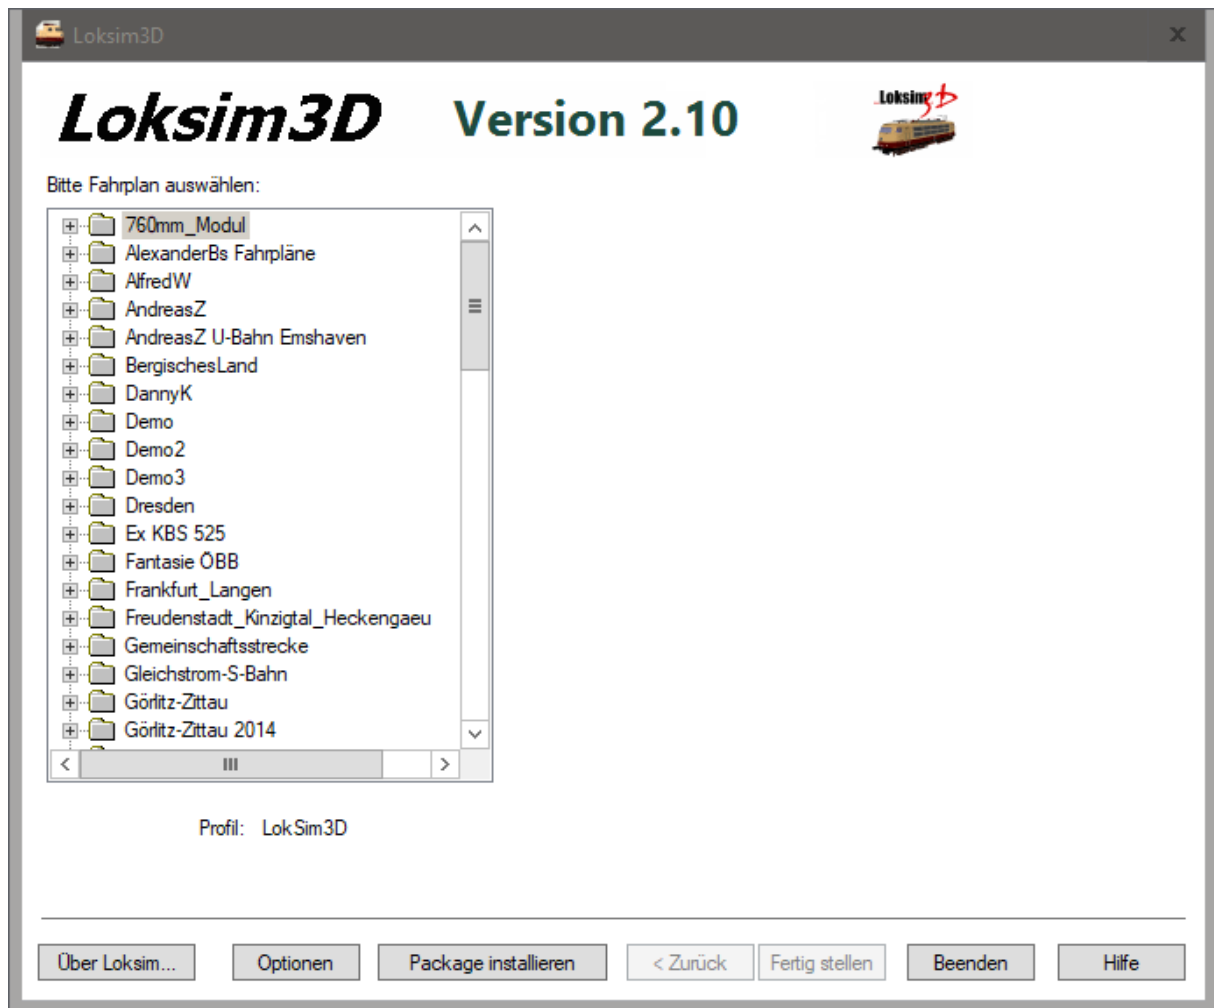 Loksim3D
x
Loksim3D Version 2.10 Loksim3D
Bitte Fahrplan auswählen:
760mm_Modul
AlexanderBs Fahrpläne
AlfredW
AndreasZ
AndreasZ U-Bahn Emshaven
BergischesLand
DannyK
Demo
Demo2
Demo3
Dresden
Ex KBS 525
Fantasie ÖBB
Frankfurt_Langen
Freudenstadt_Kinzigtal_Heckengaeu
Gemeinschaftsstrecke
Gleichstrom-S-Bahn
Görlitz-Zittau
Görlitz-Zittau 2014
Profil: LokSim3D
Über Loksim... Optionen Package installieren < Zurück Fertig stellen Beenden Hilfe